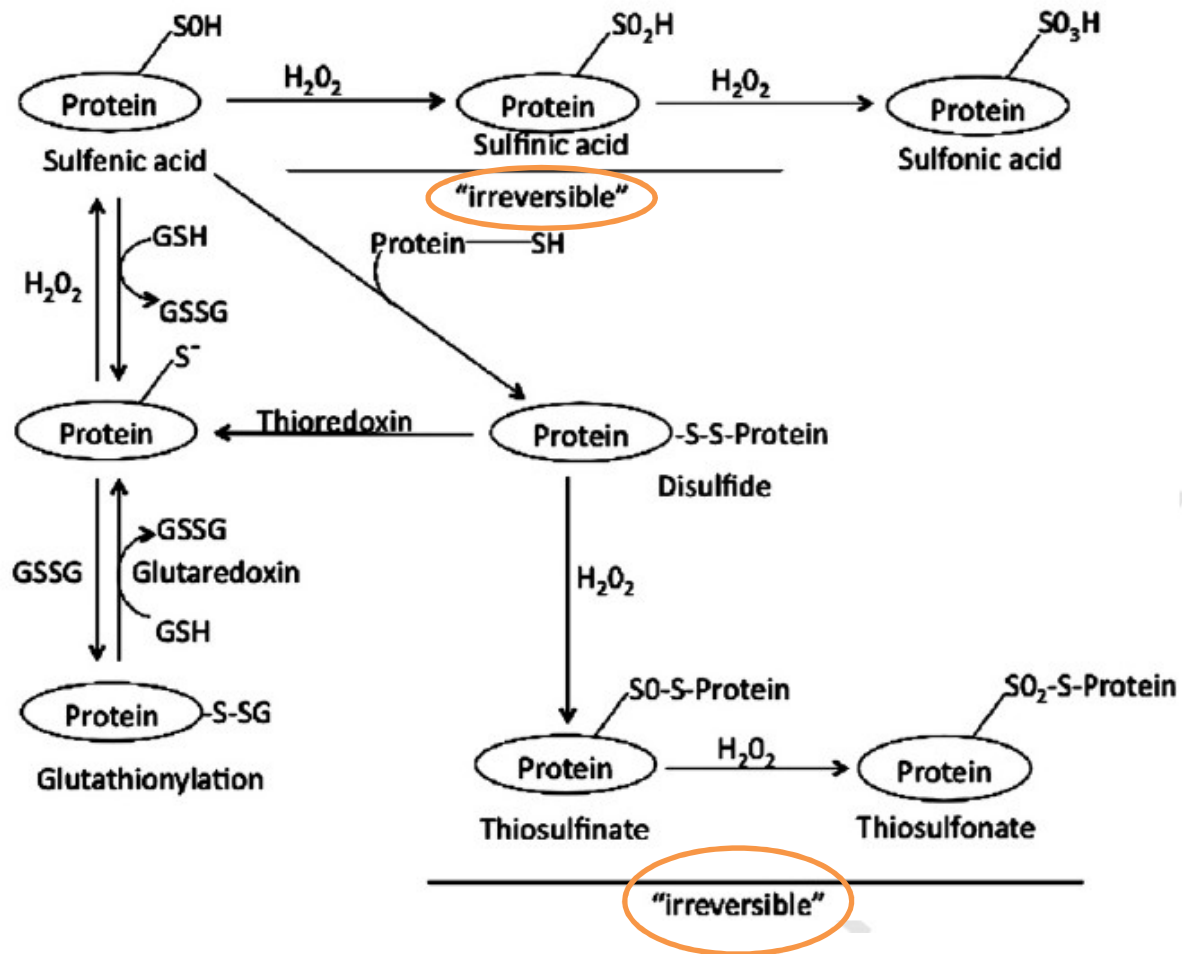 SOH
SO₂H
SO₃H
H₂O₂
H₂O₂
Protein
Protein
Protein
Sulfenic acid
Sulfinic acid
Sulfonic acid
"irreversible"
GSH
Protein
SH
H₂O₂
GSSG
S⁻
Protein
Thioredoxin
Protein
-S-S-Protein
Disulfide
GSSG
GSSG
Glutaredoxin
H₂O₂
GSH
Protein
-S-SG
Glutathionylation
SO-S-Protein
SO₂-S-Protein
H₂O₂
Protein
Protein
Thiosulfinate
Thiosulfonate
"irreversible"